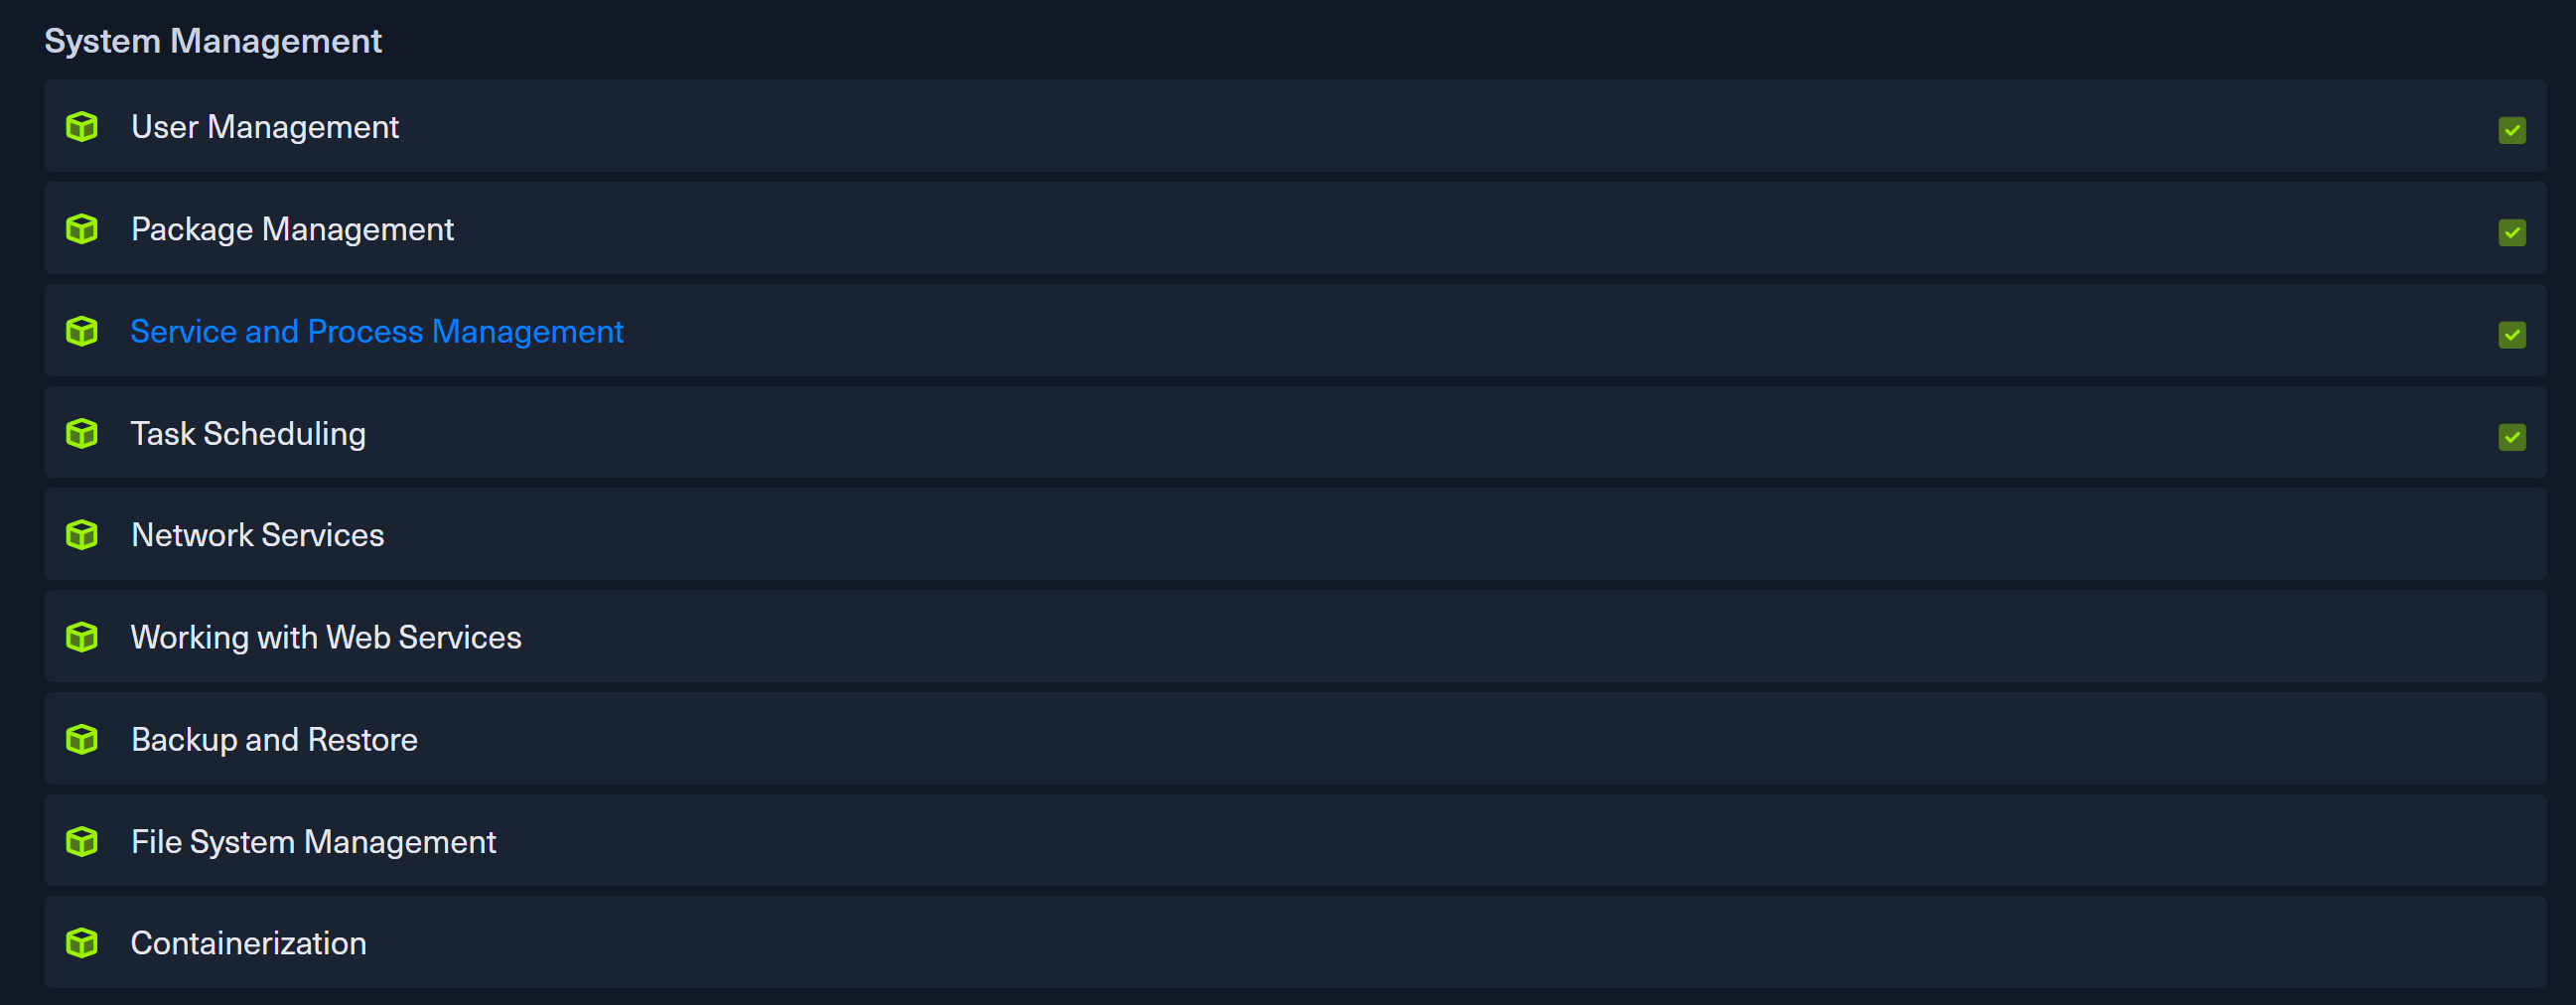 System Management
User Management
Package Management
Service and Process Management
Task Scheduling
Network Services
Working with Web Services
Backup and Restore
File System Management
Containerization